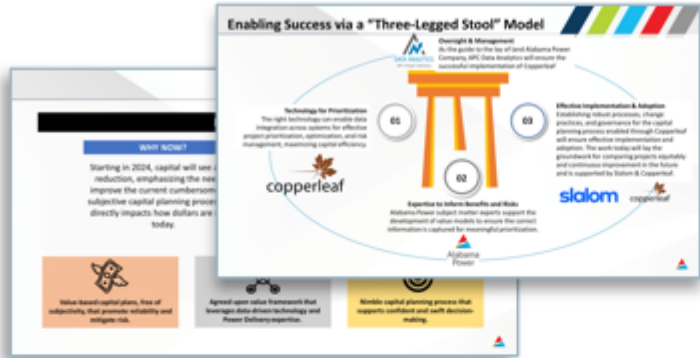 Enabling Success via a "Three-Legged Stool" Model
DATA ANALYTICS
Oversight & Management
As the guide to the lay of land Alabama Power
Company, APC Data Analytics will ensure the
successful implementation of Copperleaf
Technology for Prioritization
The right technology can enable data
integration across systems for effective
project prioritization, optimization, and risk
management, maximizing capital efficiency.
copperleaf
01
02
03
Effective Implementation & Adoption
Establishing robust processes, change
practices, and governance for the capital
planning process enabled through Copperleaf
will ensure effective implementation and
adoption. The work today will lay the
groundwork for comparing projects equitably
and continuous improvement in the future
and is supported by Slalom & Copperleaf.
slalom
copperleaf
Expertise to Inform Benefits and Risks
Alabama Power subject matter experts support the
development of value models to ensure the correct
information is captured for meaningful prioritization.
Alabama
Power
WHY NOW?
Starting in 2024, capital will see
reduction, emphasizing the
improve the current
subjective capital planning
directly impacts how dollars are
today.
Value-based capital plans, free of
subjectivity, that promote reliability and
mitigate risk.
Agreed upon value framework that
leverages data-driven technology and
Power Delivery expertise.
Nimble capital planning process that
supports confident and swift decision-
making.